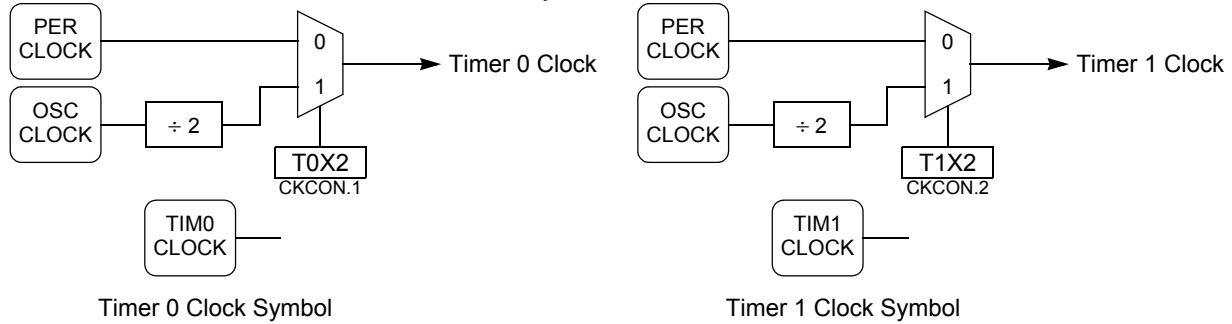 PER
CLOCK
0
1
Timer 0 Clock
OSC
CLOCK
÷ 2
T0X2
CKCON.1
TIM0
CLOCK
Timer 0 Clock Symbol
PER
CLOCK
0
1
Timer 1 Clock
OSC
CLOCK
÷ 2
T1X2
CKCON.2
TIM1
CLOCK
Timer 1 Clock Symbol